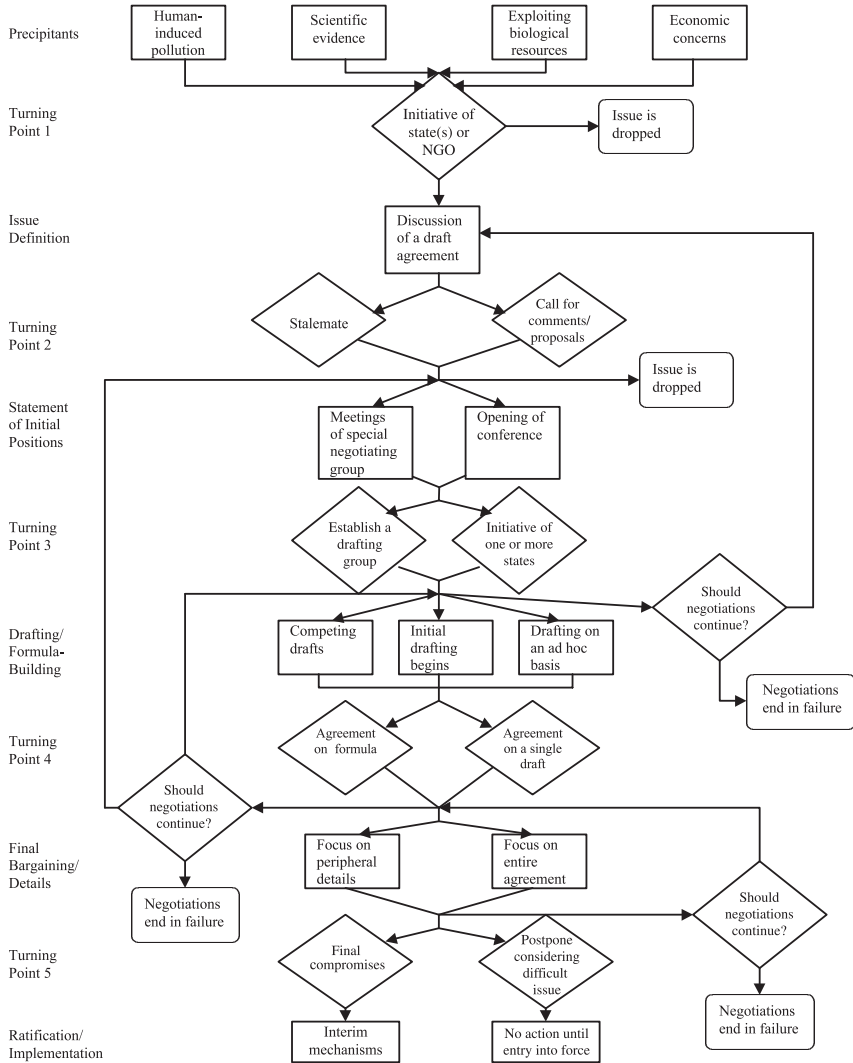 Precipitants
Human-
induced
pollution
Scientific
evidence
Exploiting
biological
resources
Economic
concerns
Turning
Point 1
Initiative of
state(s) or
NGO
Issue is
dropped
Issue
Definition
Discussion
of a draft
agreement
Turning
Point 2
Stalemate
Call for
comments/
proposals
Issue is
dropped
Statement
of Initial
Positions
Meetings
of special
negotiating
group
Opening of
conference
Turning
Point 3
Establish a
drafting
group
Initiative of
one or more
states
Should
negotiations
continue?
Drafting/
Formula-
Building
Competing
drafts
Initial
drafting
begins
Drafting on
an ad hoc
basis
Negotiations
end in failure
Turning
Point 4
Agreement
on formula
Agreement
on a single
draft
Should
negotiations
continue?
Final
Bargaining/
Details
Focus on
peripheral
details
Focus on
entire
agreement
Should
negotiations
continue?
Negotiations
end in failure
Turning
Point 5
Final
compromises
Postpone
considering
difficult
issue
Negotiations
end in failure
Ratification/
Implementation
Interim
mechanisms
No action until
entry into force